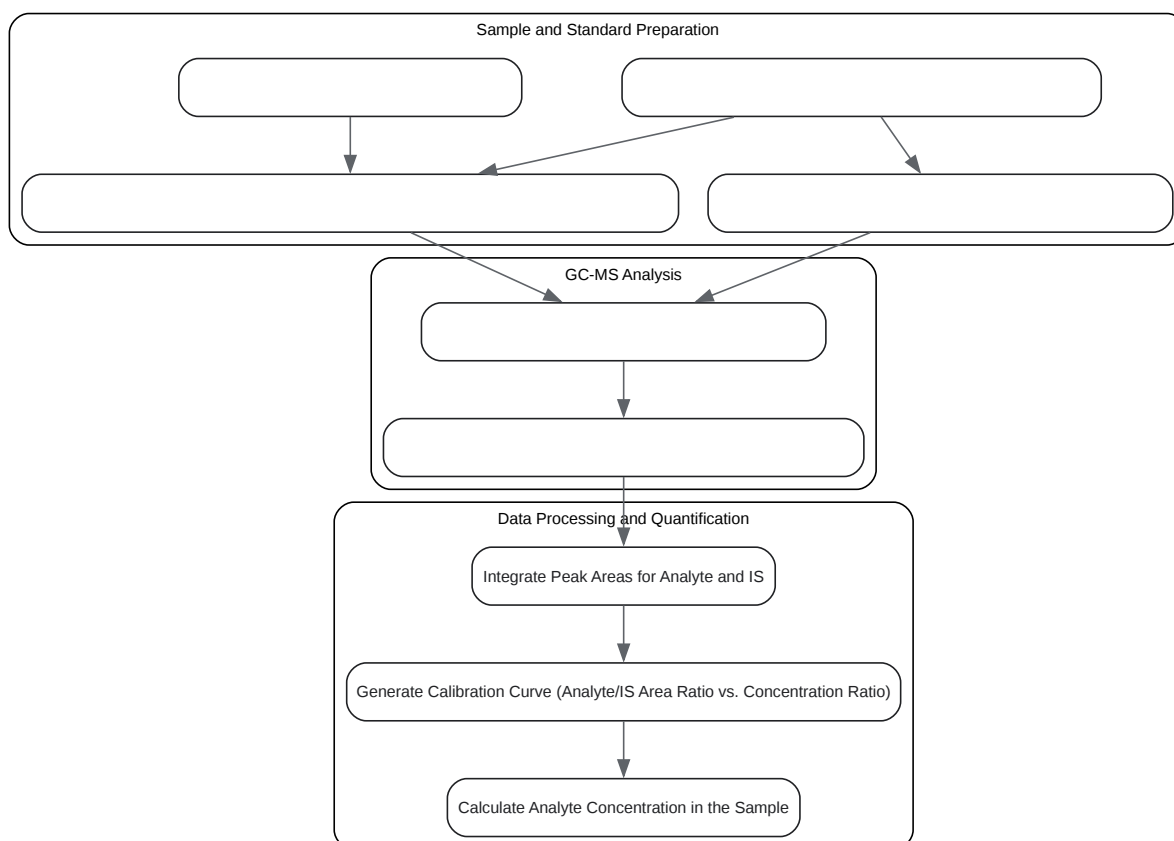 Sample and Standard Preparation
GC-MS Analysis
Data Processing and Quantification
Integrate Peak Areas for Analyte and IS
Generate Calibration Curve (Analyte/IS Area Ratio vs. Concentration Ratio)
Calculate Analyte Concentration in the Sample